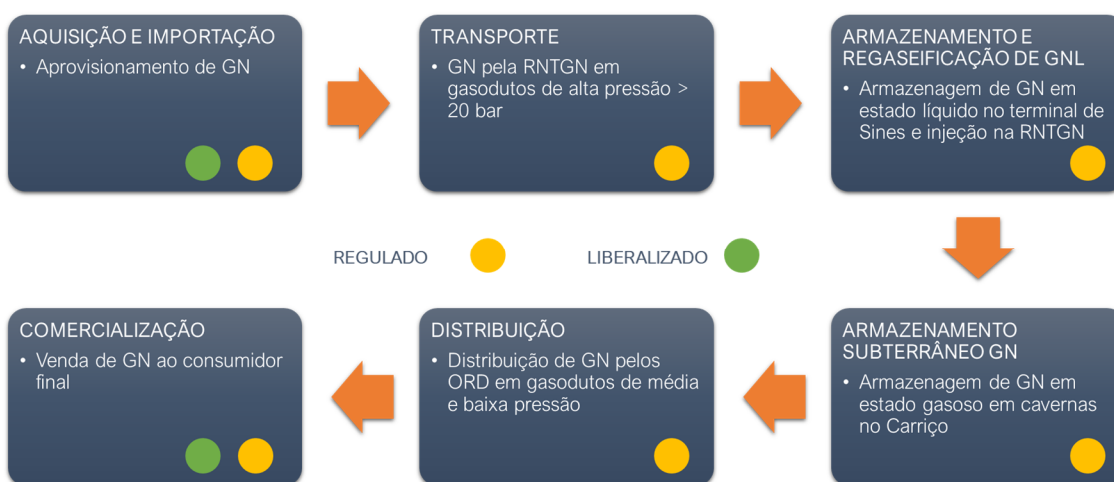 AQUISIÇÃO E IMPORTAÇÃO
• Aprovisionamento de GN
TRANSPORTE
• GN pela RNTGN em
gasodutos de alta pressão >
20 bar
ARMAZENAMENTO E
REGASEIFICAÇÃO DE GNL
• Armazenagem de GN em
estado líquido no terminal de
Sines e injeção na RNTGN
REGULADO
LIBERALIZADO
COMERCIALIZAÇÃO
• Venda de GN ao consumidor
final
DISTRIBUIÇÃO
• Distribuição de GN pelos
ORD em gasodutos de média
e baixa pressão
ARMAZENAMENTO
SUBTERRÂNEO GN
• Armazenagem de GN em
estado gasoso em cavernas
no Carriço